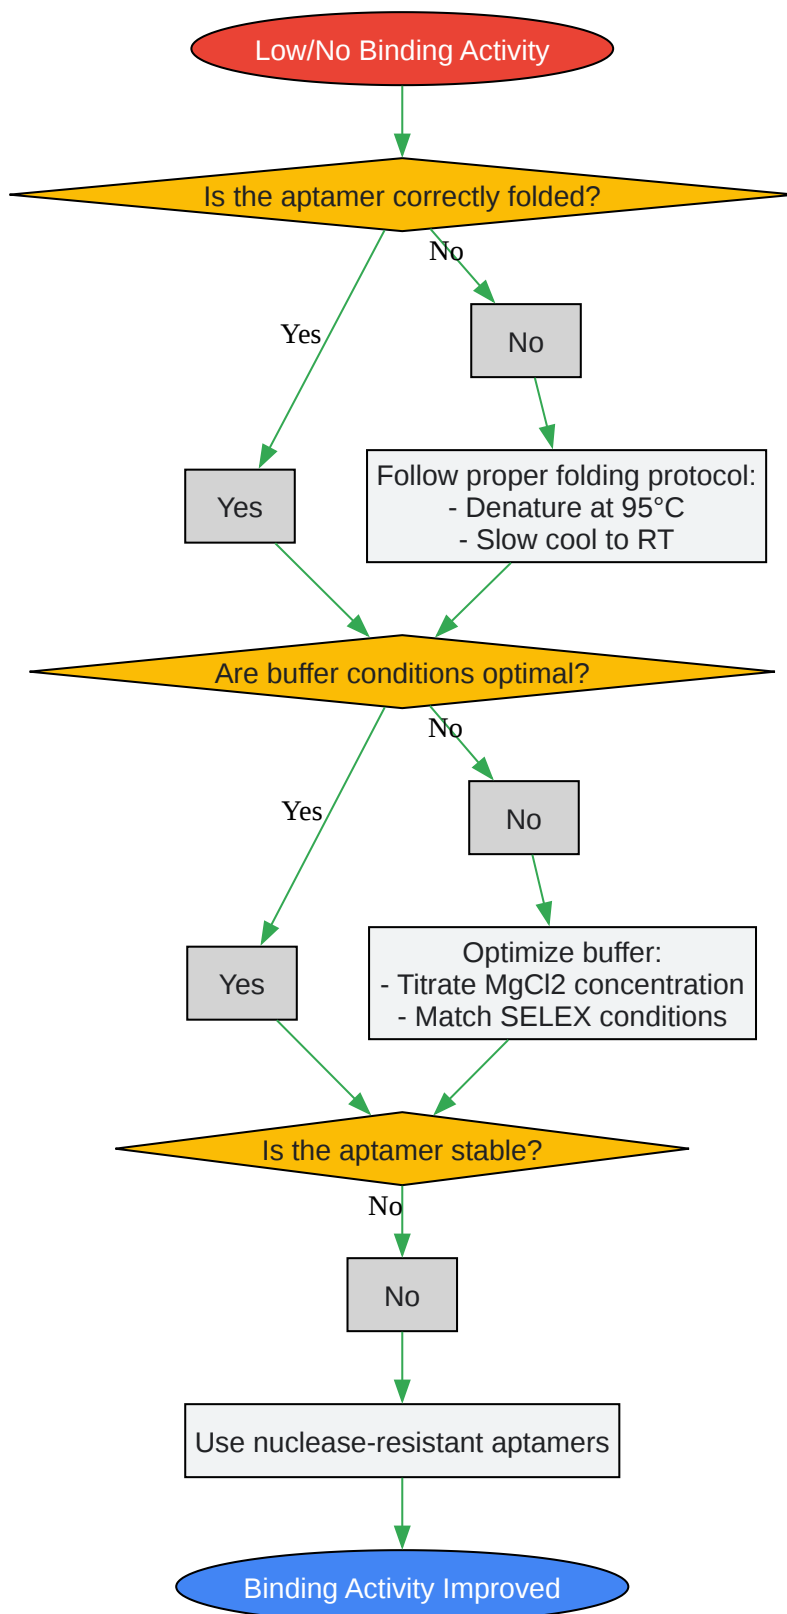 Low/No Binding Activity
Is the aptamer correctly folded?
No
Yes
No
Follow proper folding protocol:
- Denature at 95°C
- Slow cool to RT
Yes
Are buffer conditions optimal?
No
Yes
No
Optimize buffer:
- Titrate MgCl2 concentration
- Match SELEX conditions
Yes
Is the aptamer stable?
No
No
Use nuclease-resistant aptamers
Binding Activity Improved